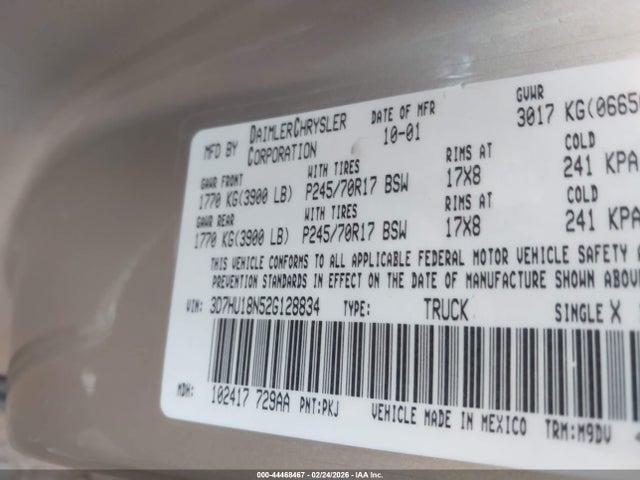 MFD BY DAIMLERCHRYSLER CORPORATION DATE OF MFR 10-01 GVWR 3017 KG(0665
GAWR FRONT WITH TIRES RIMS AT COLD
1770 KG(3900 LB) P245/70R17 BSW 17X8 241 KPA
GAWR REAR WITH TIRES RIMS AT COLD
1770 KG(3900 LB) P245/70R17 BSW 17X8 241 KPA
THIS VEHICLE CONFORMS TO ALL APPLICABLE FEDERAL MOTOR VEHICLE SAFETY
PREVENTION STANDARDS IN EFFECT ON THE DATE OF MANUFACTURE SHOWN ABOV
VIN: 3D7HU18N52G128834 TYPE: TRUCK SINGLE X
MDH: 102417 729AA PNT:PKJ VEHICLE MADE IN MEXICO TRM:M9DV
000-44468467 - 02/24/2026 - IAA Inc.